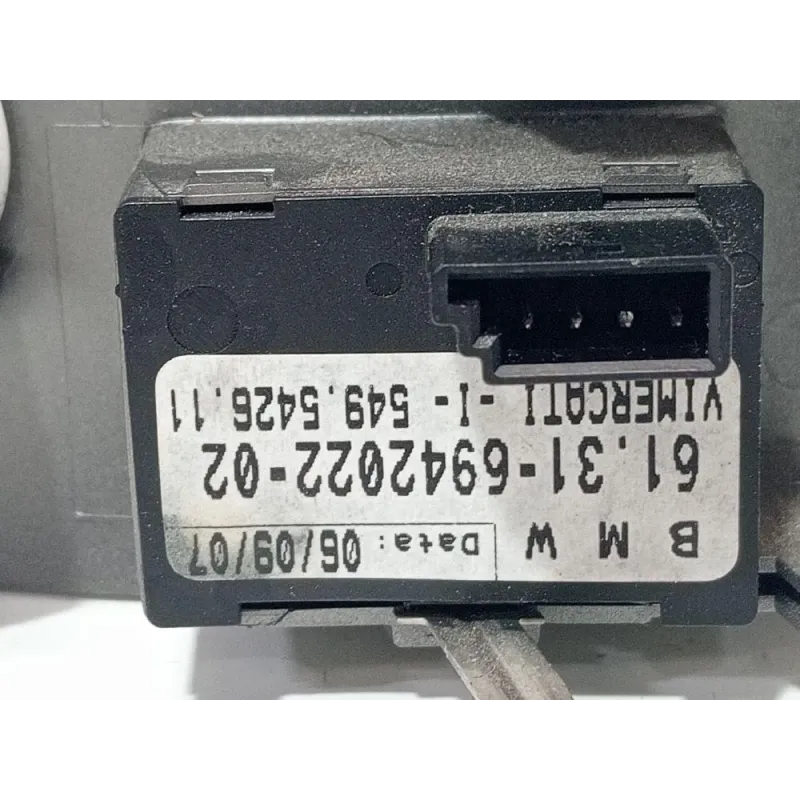 B M W Data: 06/09/07
61.31-6942022-02
VIMERCATI -I- 549.5426.11